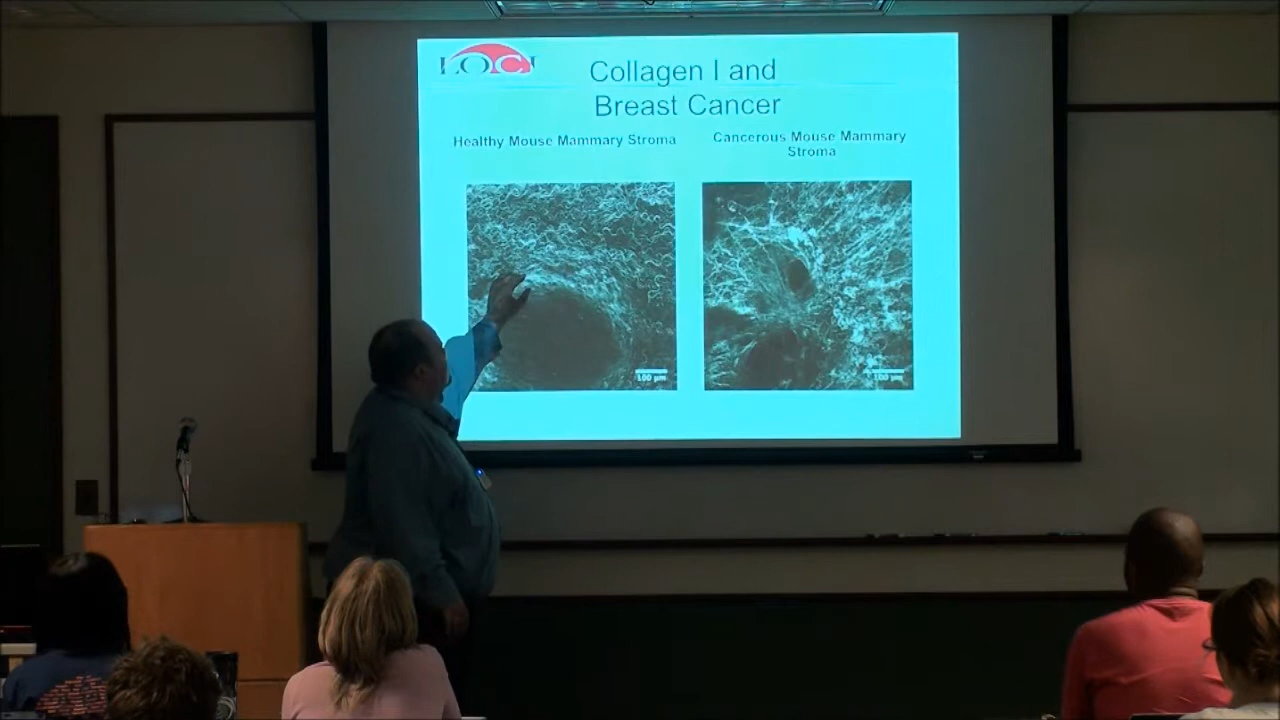 LOCI
Collagen I and
Breast Cancer
Healthy Mouse Mammary Stroma
Cancerous Mouse Mammary
Stroma
100 µm
100 µm